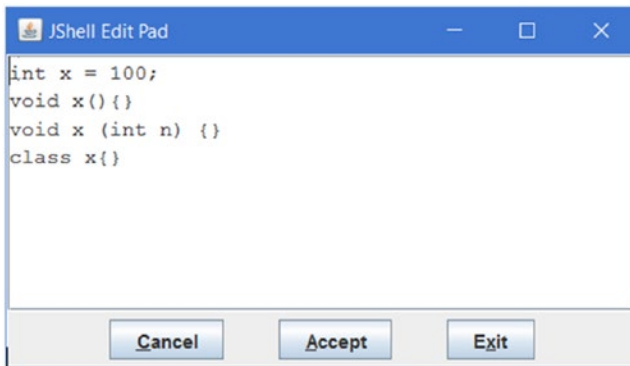 JShell Edit Pad
int x = 100;
void x(){}
void x (int n) {}
class x{}
Cancel Accept Exit